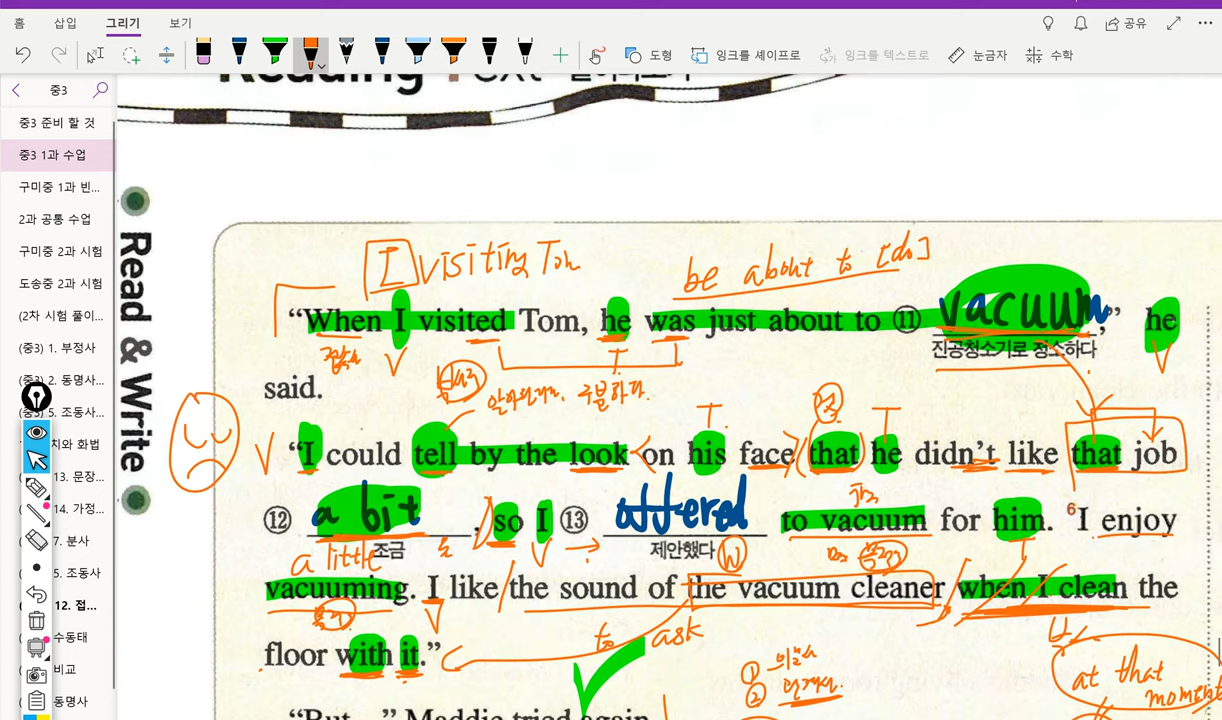 홈 삽입 그리기 보기
공유
도형 잉크를 셰이프로 잉크를 텍스트로 눈금자 수학
중3
중3 준비 할 것
중3 1과 수업
구미중 1과 빈...
2과 공통 수업
구미중 2과 시험
도송중 2과 시험
(2차 시험 풀이...
(중3) 1. 부정사
(중3) 2. 동명사...
(중3) 5. 조동사...
치와 화법
13. 문장...
14. 가정...
7. 분사
5. 조동사
12. 접...
수동태
비교
동명사
Reading
Read & Write
I visiting Tom
be about to [do]
“When I visited Tom, he was just about to ⑪ vacuum,” he
진공청소기로 청소하다
said.
“I could tell by the look on his face that he didn't like that job
⑫ a bit, so I ⑬ offered to vacuum for him. ⁶I enjoy
a little 조금 제안했다
vacuuming. I like the sound of the vacuum cleaner when I clean the
to ask
floor with it.”
① ②
at that moment
“But...” Maddie tried again